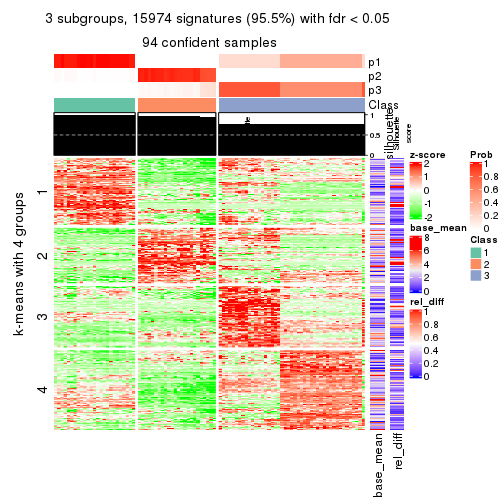 3 subgroups, 15974 signatures (95.5%) with fdr < 0.05
94 confident samples
p1
p2
p3
Class
1
0.5
0
silhouette
Silhouette
score
k-means with 4 groups
1
2
3
4
base_mean
rel_diff
z-score
2
1
0
-1
-2
base_mean
8
6
4
2
0
rel_diff
1
0.8
0.6
0.4
0.2
0
Prob
1
0.8
0.6
0.4
0.2
0
Class
1
2
3